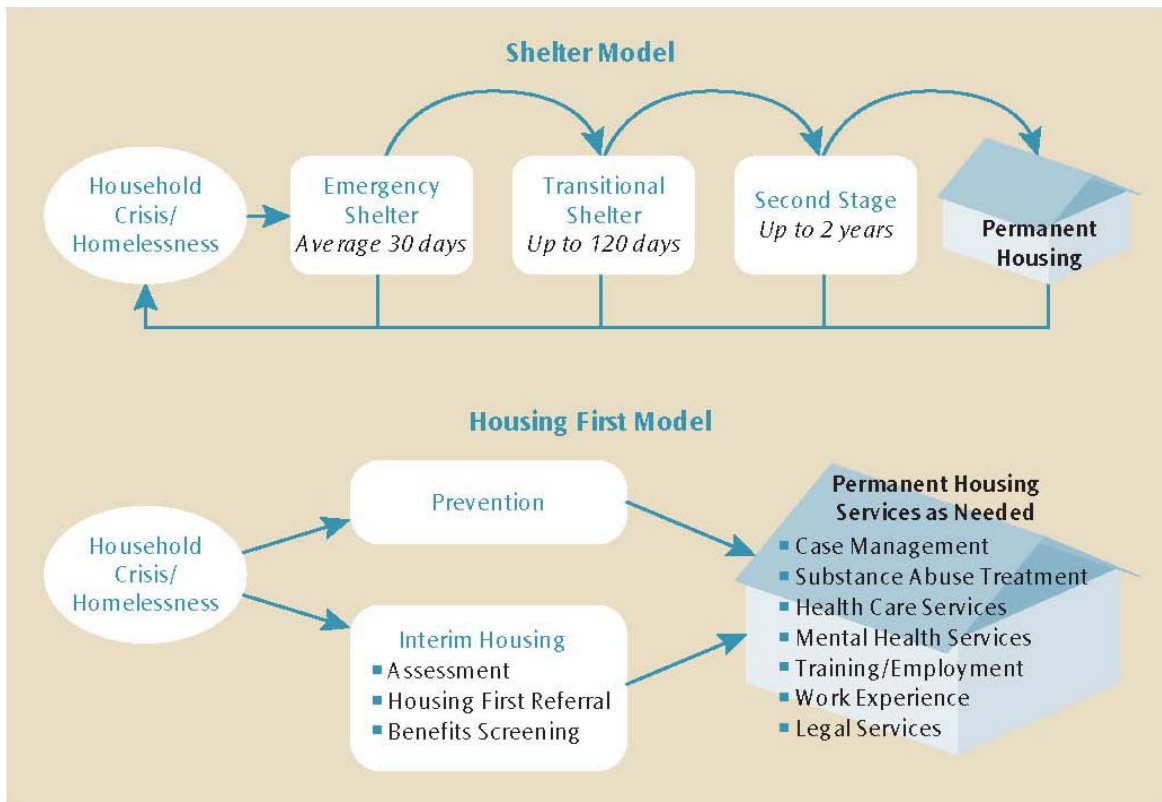 Shelter Model
Household
Crisis/
Homelessness
Emergency
Shelter
Average 30 days
Transitional
Shelter
Up to 120 days
Second Stage
Up to 2 years
Permanent
Housing
Housing First Model
Household
Crisis/
Homelessness
Prevention
Interim Housing
▪ Assessment
▪ Housing First Referral
▪ Benefits Screening
Permanent Housing
Services as Needed
▪ Case Management
▪ Substance Abuse Treatment
▪ Health Care Services
▪ Mental Health Services
▪ Training/Employment
▪ Work Experience
▪ Legal Services